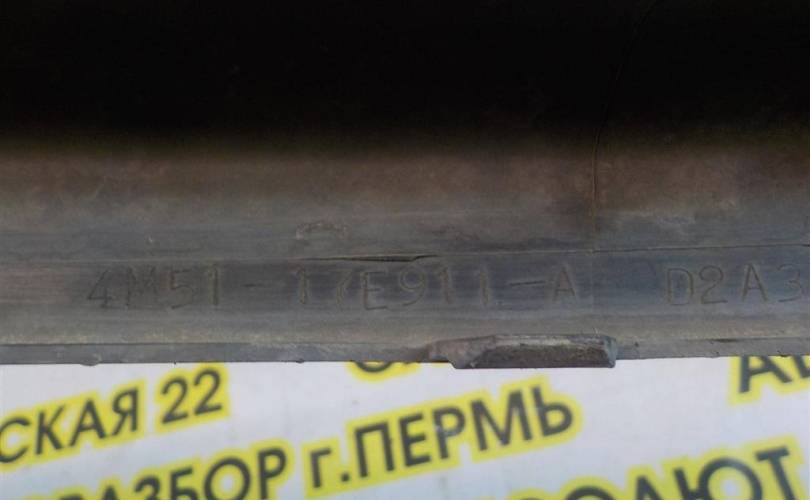 4M51-17E911-A D2A3
СКАЯ 22
РАЗБОР г.ПЕРМЬ